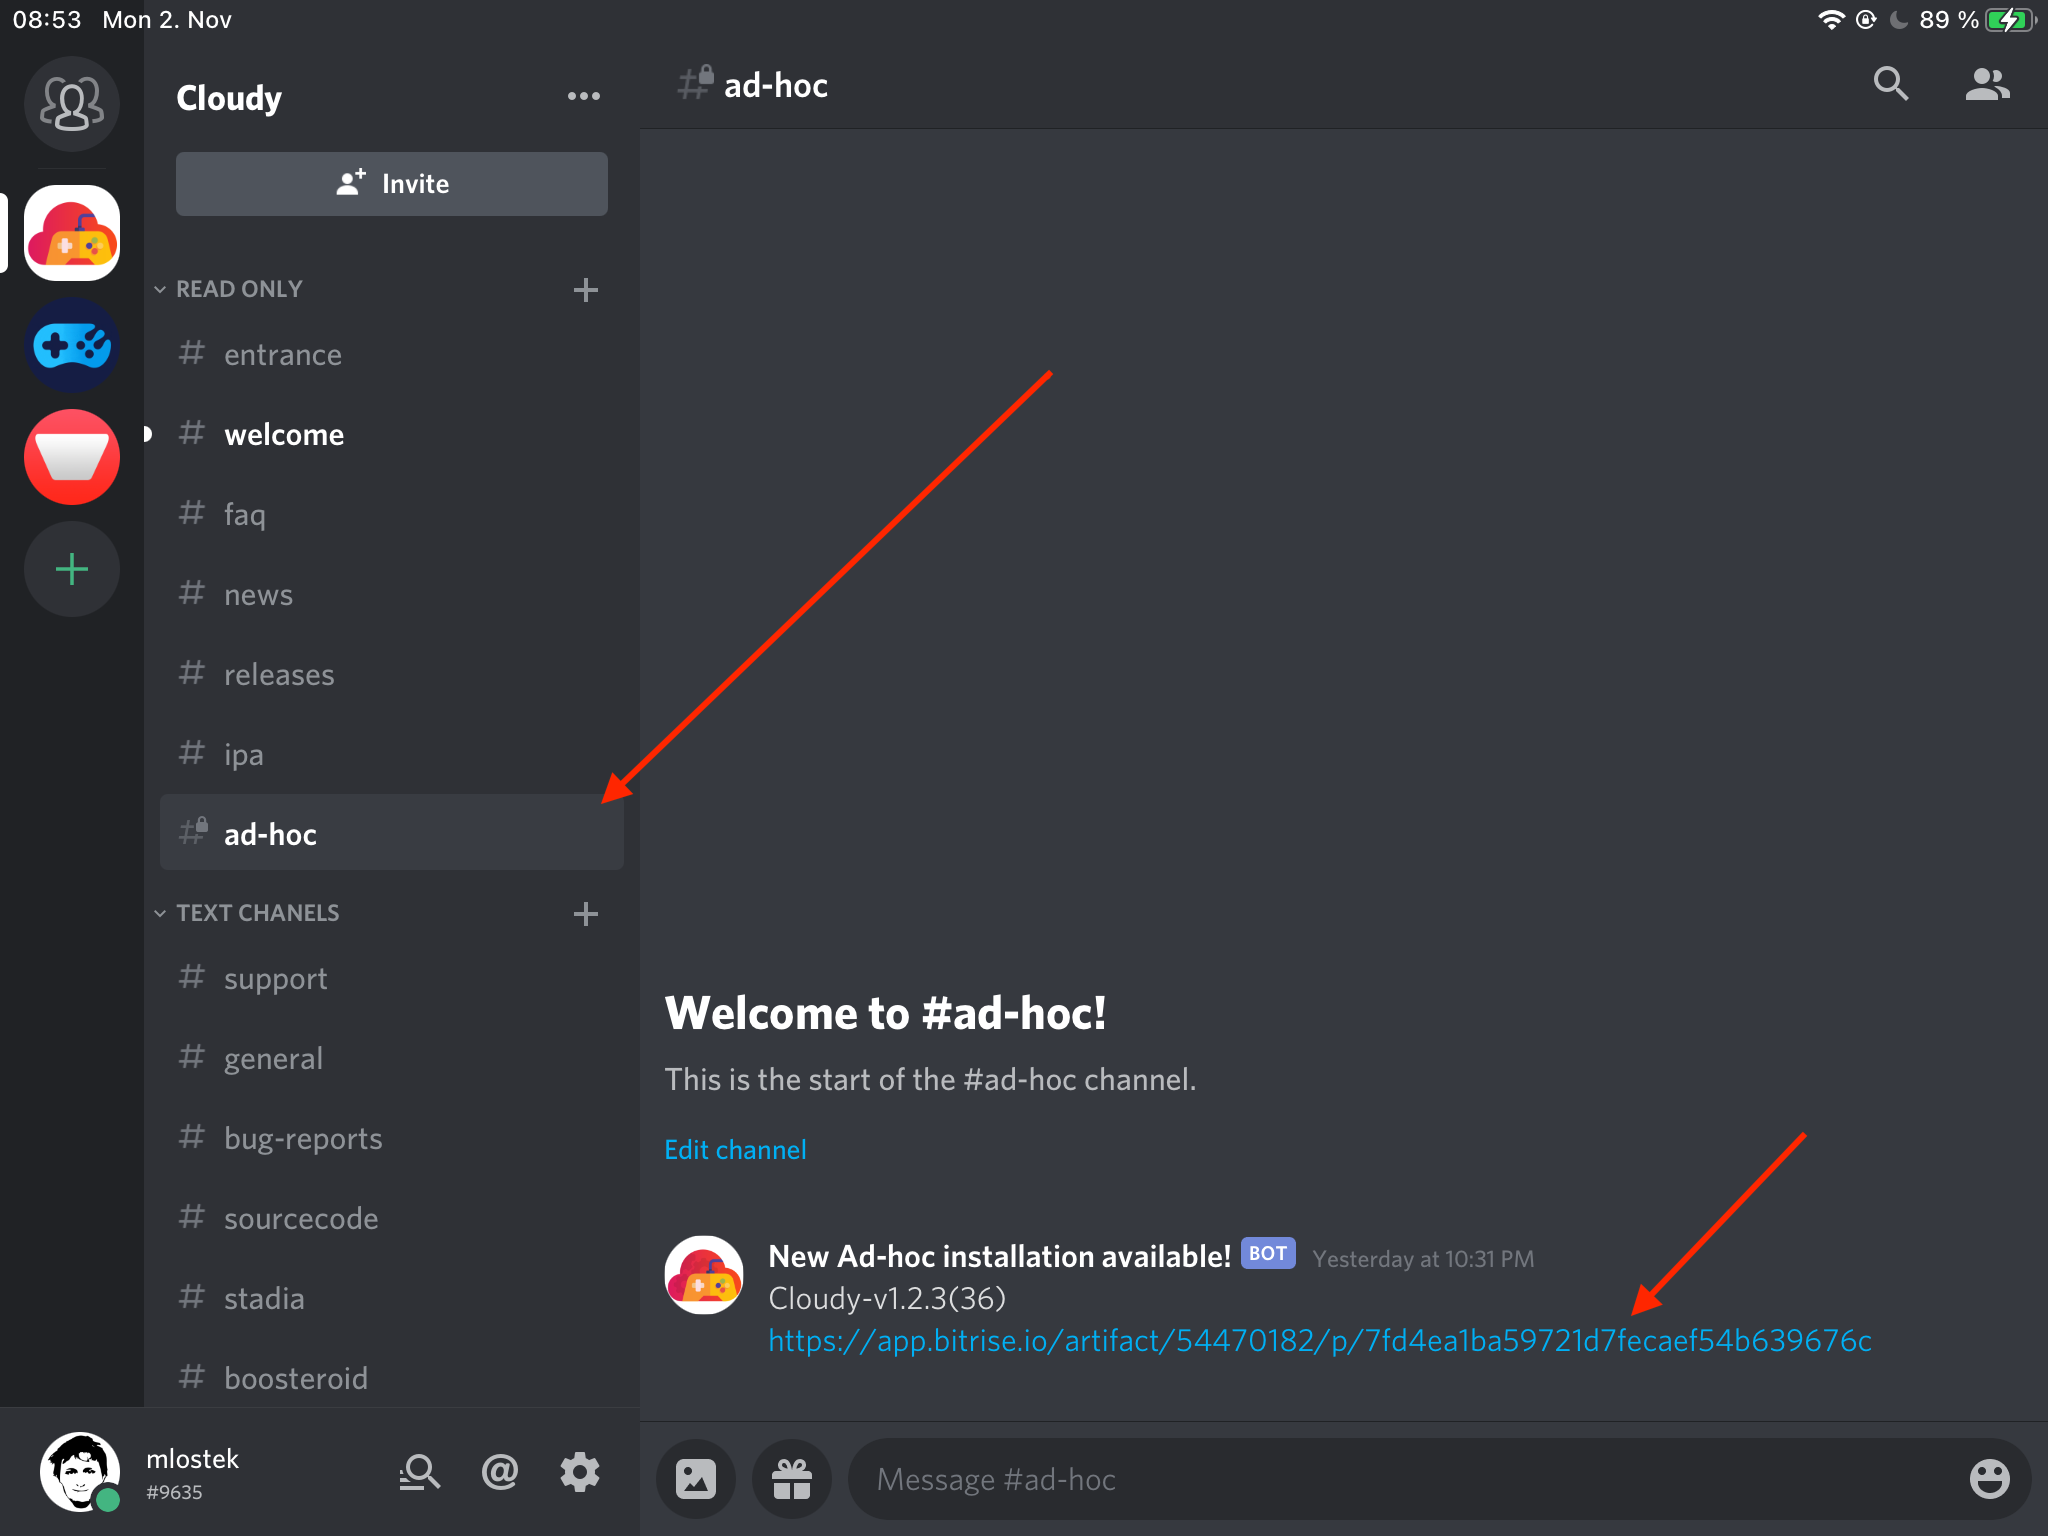 08:53 Mon 2. Nov
89 %
Cloudy
Invite
READ ONLY
entrance
welcome
faq
news
releases
ipa
ad-hoc
TEXT CHANELS
support
general
bug-reports
sourcecode
stadia
boosteroid
mlostek
#9635
ad-hoc
Welcome to #ad-hoc!
This is the start of the #ad-hoc channel.
Edit channel
New Ad-hoc installation available! BOT Yesterday at 10:31 PM
Cloudy-v1.2.3(36)
https://app.bitrise.io/artifact/54470182/p/7fd4ea1ba59721d7fecaef54b639676c
Message #ad-hoc